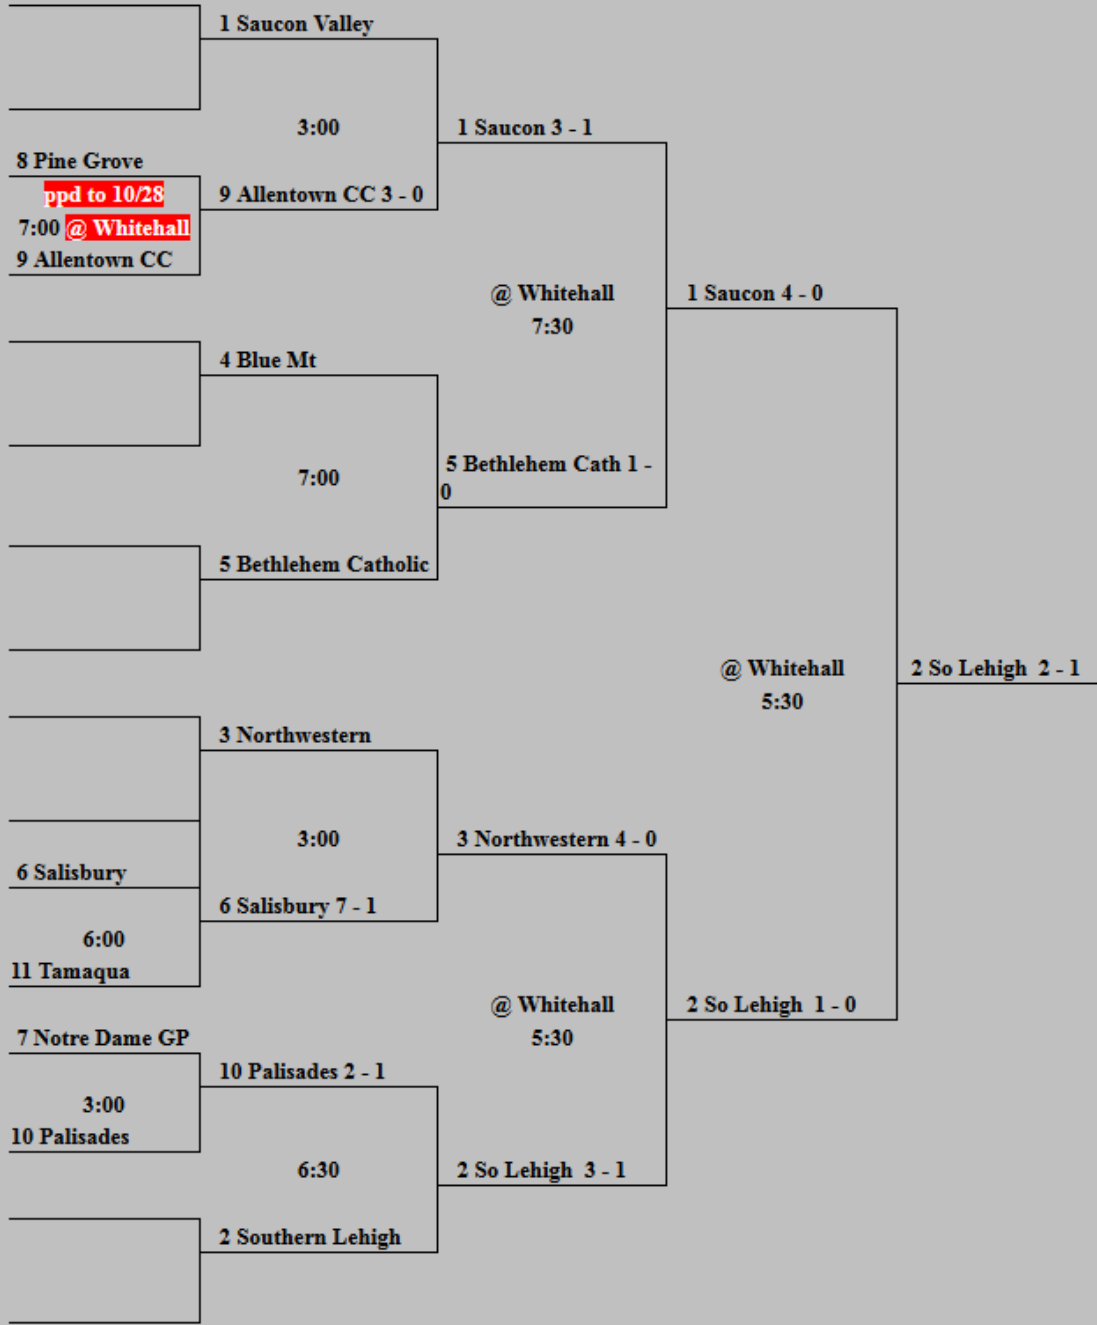 1 Saucon Valley
3:00
1 Saucon 3 - 1
8 Pine Grove
ppd to 10/28
7:00 @ Whitehall
9 Allentown CC
9 Allentown CC 3 - 0
@ Whitehall
7:30
1 Saucon 4 - 0
4 Blue Mt
7:00
5 Bethlehem Cath 1 -
0
5 Bethlehem Catholic
@ Whitehall
5:30
2 So Lehigh 2 - 1
3 Northwestern
3:00
3 Northwestern 4 - 0
6 Salisbury
6:00
11 Tamaqua
6 Salisbury 7 - 1
@ Whitehall
5:30
2 So Lehigh 1 - 0
7 Notre Dame GP
3:00
10 Palisades
10 Palisades 2 - 1
6:30
2 So Lehigh 3 - 1
2 Southern Lehigh